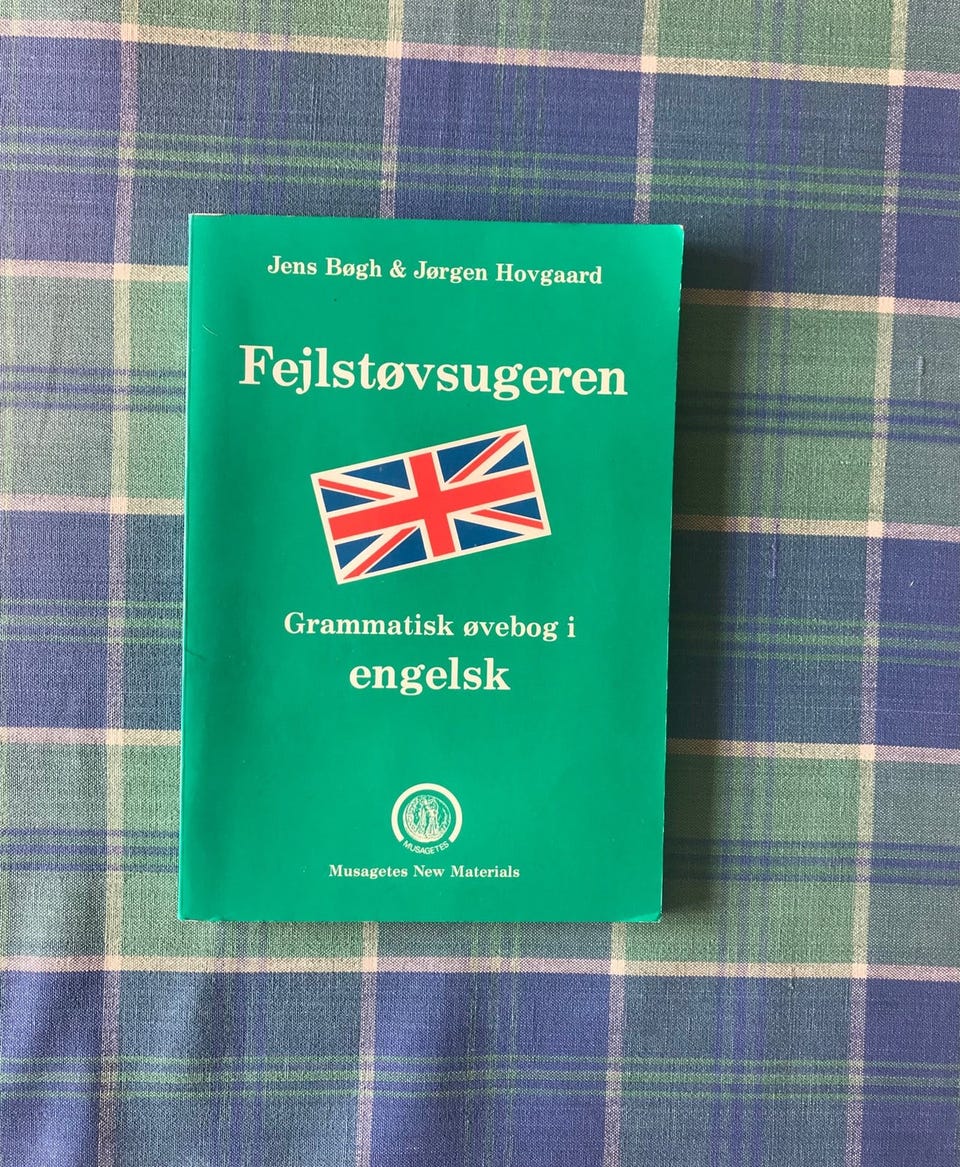 Jens Bøgh & Jørgen Hovgaard
Fejlstøvsugeren
Grammatisk øvebog i
engelsk
MUSAGETES
Musagetes New Materials